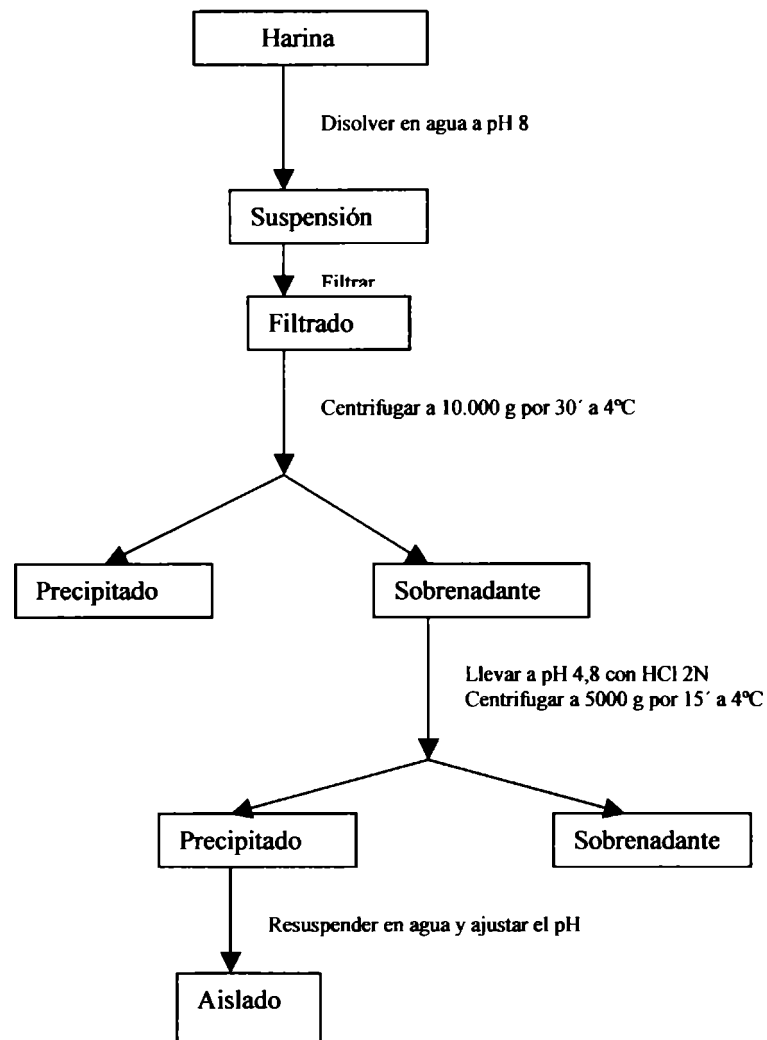 Harina
Disolver en agua a pH 8
Suspensión
Filtrar
Filtrado
Centrifugar a 10.000 g por 30´ a 4ºC
Precipitado
Sobrenadante
Llevar a pH 4,8 con HCl 2N
Centrifugar a 5000 g por 15´ a 4ºC
Precipitado
Sobrenadante
Resuspender en agua y ajustar el pH
Aislado